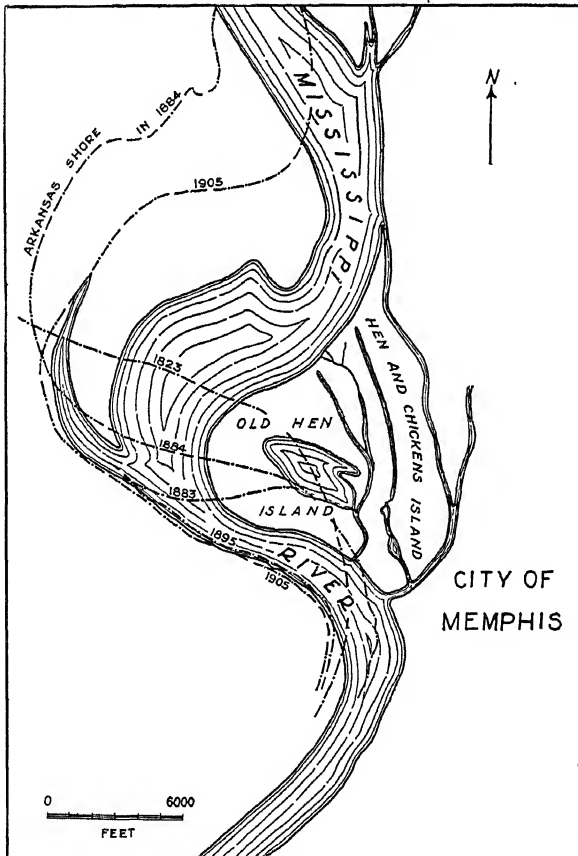 N
MISSISSIPPI
ARKANSAS SHORE IN 1884
1905
HEN AND CHICKENS ISLAND
1823
OLD HEN
1884
1883
ISLAND
1895
RIVER
1905
CITY OF
MEMPHIS
0 6000
FEET